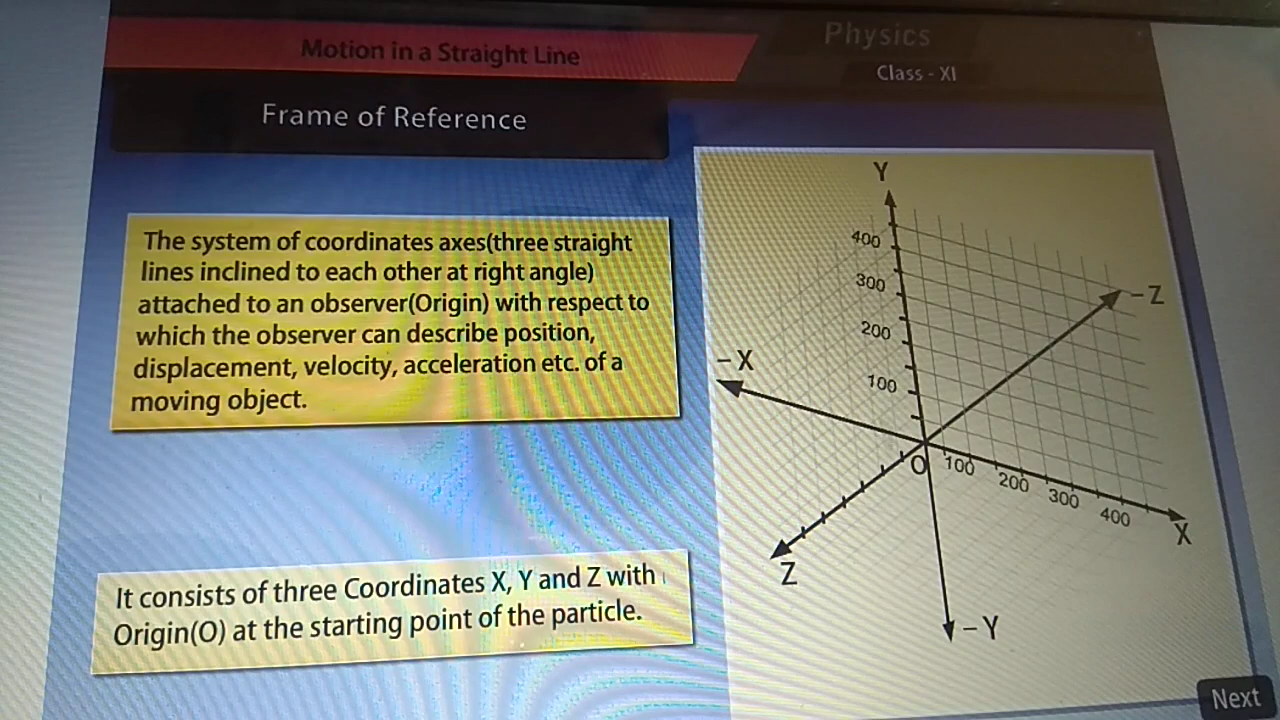 Motion in a Straight Line
Physics
Class - XI
Frame of Reference
The system of coordinates axes(three straight
lines inclined to each other at right angle)
attached to an observer(Origin) with respect to
which the observer can describe position,
displacement, velocity, acceleration etc. of a
moving object.
It consists of three Coordinates X, Y and Z with
Origin(O) at the starting point of the particle.
Y
400
300
200
100
-Z
-X
O
100
200
300
400
X
Z
-Y
Next